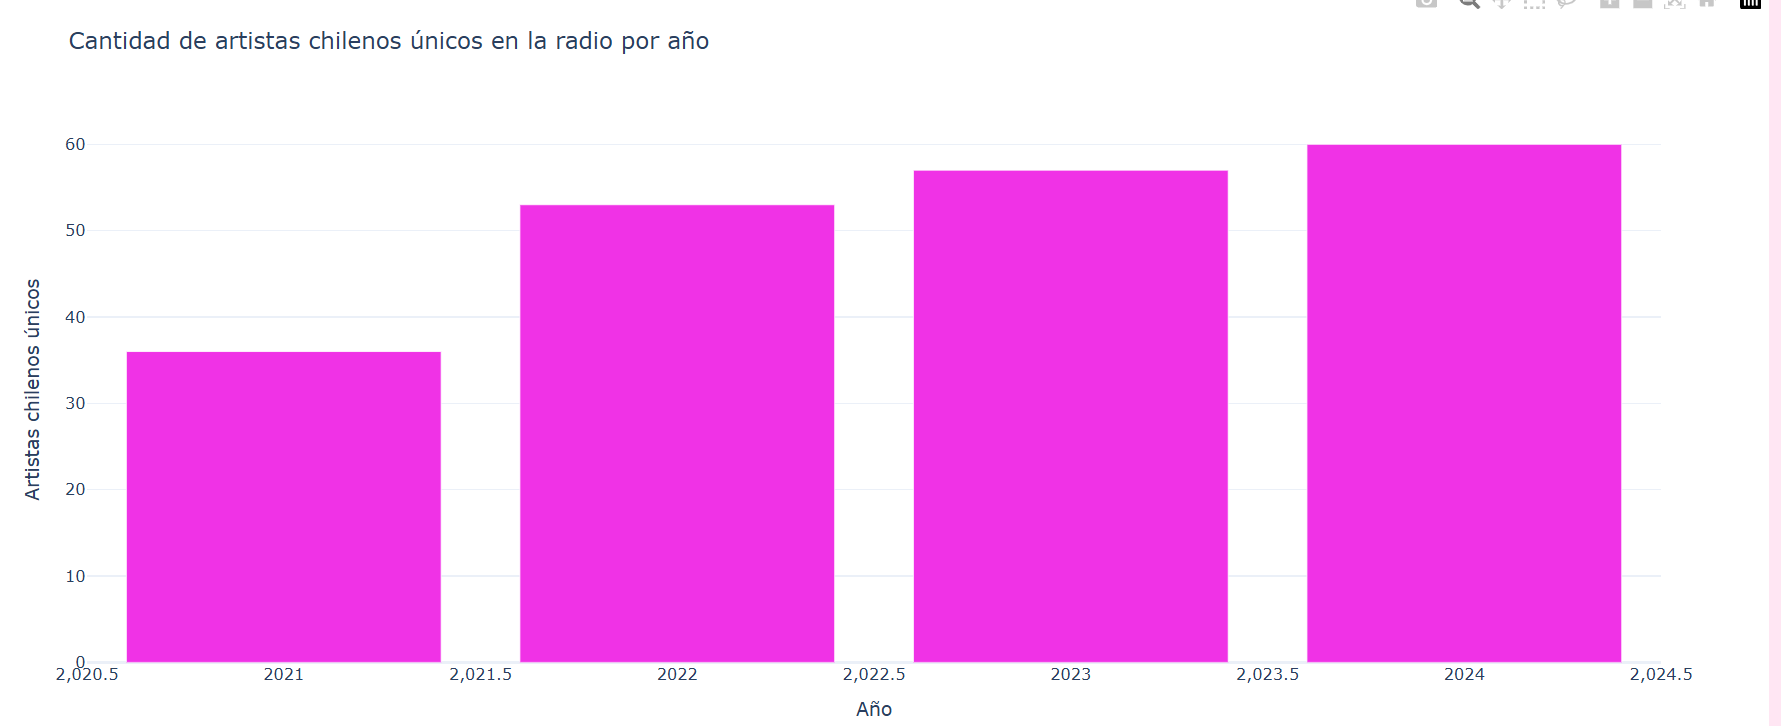 Cantidad de artistas chilenos únicos en la radio por año
Artistas chilenos únicos
60
50
40
30
20
10
0
2,020.5 2021 2,021.5 2022 2,022.5 2023 2,023.5 2024 2,024.5
Año